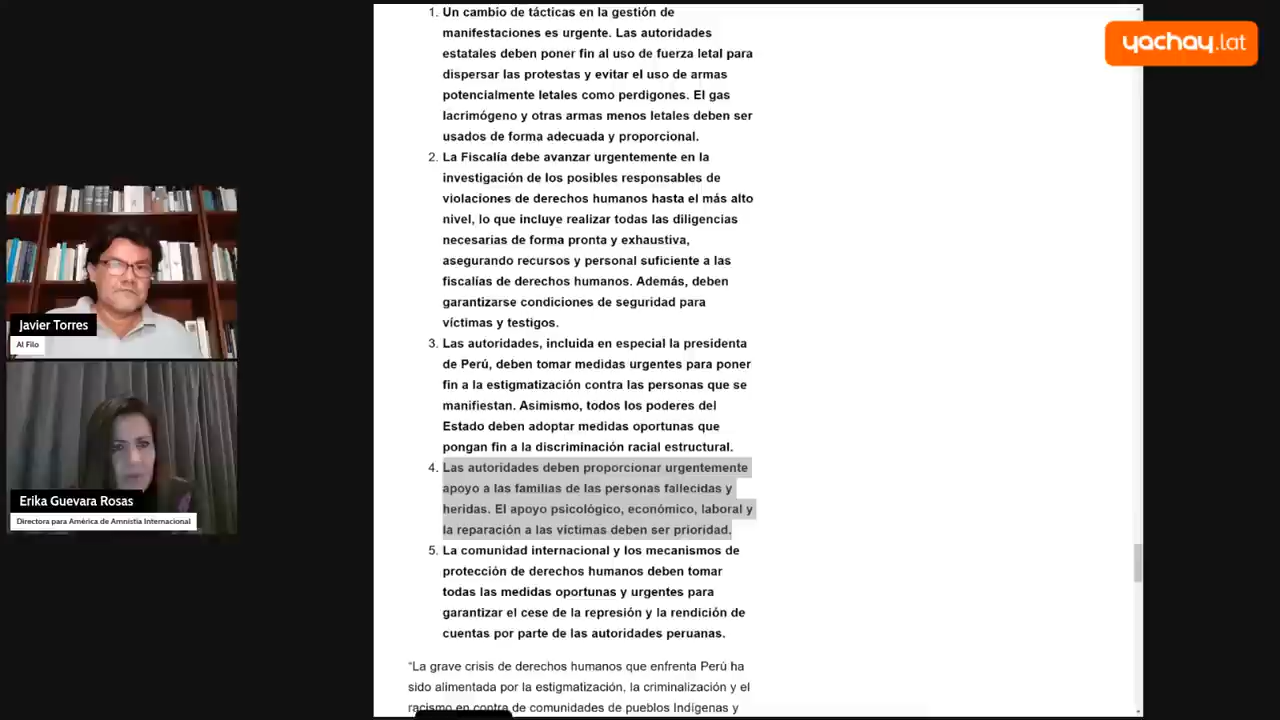 1. Un cambio de tácticas en la gestión de
manifestaciones es urgente. Las autoridades
estatales deben poner fin al uso de fuerza letal para
dispersar las protestas y evitar el uso de armas
potencialmente letales como perdigones. El gas
lacrimógeno y otras armas menos letales deben ser
usados de forma adecuada y proporcional.
2. La Fiscalía debe avanzar urgentemente en la
investigación de los posibles responsables de
violaciones de derechos humanos hasta el más alto
nivel, lo que incluye realizar todas las diligencias
necesarias de forma pronta y exhaustiva,
asegurando recursos y personal suficiente a las
fiscalías de derechos humanos. Además, deben
garantizarse condiciones de seguridad para
víctimas y testigos.
3. Las autoridades, incluida en especial la presidenta
de Perú, deben tomar medidas urgentes para poner
fin a la estigmatización contra las personas que se
manifiestan. Asimismo, todos los poderes del
Estado deben adoptar medidas oportunas que
pongan fin a la discriminación racial estructural.
4. Las autoridades deben proporcionar urgentemente
apoyo a las familias de las personas fallecidas y
heridas. El apoyo psicológico, económico, laboral y
la reparación a las víctimas deben ser prioridad.
5. La comunidad internacional y los mecanismos de
protección de derechos humanos deben tomar
todas las medidas oportunas y urgentes para
garantizar el cese de la represión y la rendición de
cuentas por parte de las autoridades peruanas.
“La grave crisis de derechos humanos que enfrenta Perú ha
sido alimentada por la estigmatización, la criminalización y el
racismo en contra de comunidades de pueblos Indígenas y
yachay.lat
Javier Torres
Al Filo
Erika Guevara Rosas
Directora para América de Amnistía Internacional